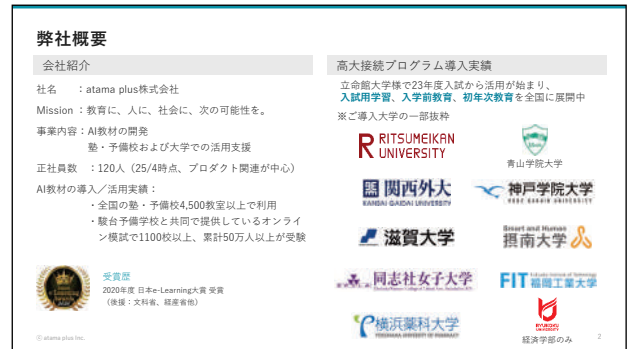 弊社概要
会社紹介
社名　：atama plus株式会社
Mission：教育に、人に、社会に、次の可能性を。
事業内容：AI教材の開発
塾・予備校および大学での活用支援
正社員数　：120人（25/4時点、プロダクト関連が中心）
AI教材の導入／活用実績：
・全国の塾・予備校4,500教室以上で利用
・駿台予備学校と共同で提供しているオンライ
ン模試で1100校以上、累計50万人以上が受験
受賞歴
2020年度 日本e-Learning大賞 受賞
（後援：文科省、経産省他）
© atama plus Inc.
高大接続プログラム導入実績
立命館大学様で23年度入試から活用が始まり、
入試用学習、入学前教育、初年次教育を全国に展開中
※ご導入大学の一部抜粋
R RITSUMEIKAN
UNIVERSITY
青山学院大学
関西外大
KANSAI GAIDAI UNIVERSITY
神戸学院大学
KOBE GAKUIN UNIVERSITY
滋賀大学
Smart and Human
摂南大学
同志社女子大学
FIT 福岡工業大学
Fukuoka Institute of Technology
横浜薬科大学
YOKOHAMA UNIVERSITY OF PHARMACY
RYUKOKU
UNIVERSITY
経済学部のみ
2